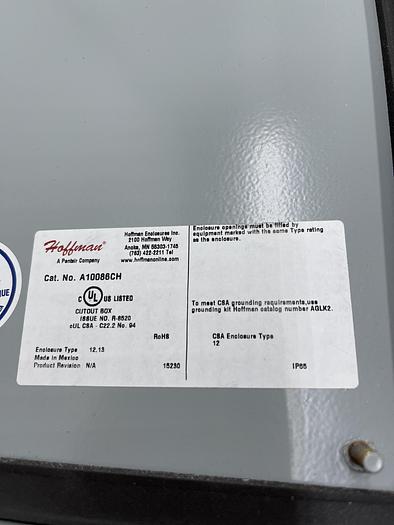 Hoffman
A Pentair Company
Hoffman Enclosures Inc.
2100 Hoffman Way
Anoka, MN 55303-1745
(763) 422-2211 Tel
www.hoffmanonline.com
Cat. No. A10086CH
C UL US LISTED
CUTOUT BOX
ISSUE NO. R-8520
cUL CSA - C22.2 No. 94
RoHS
Enclosure Type 12,13
Made in Mexico
Product Revision N/A
15230
Enclosure openings must be filled by
equipment marked with the same Type rating
as the enclosure.
To meet CSA grounding requirements,use
grounding kit Hoffman catalog number AGLK2.
CSA Enclosure Type
12
IP65
QUE